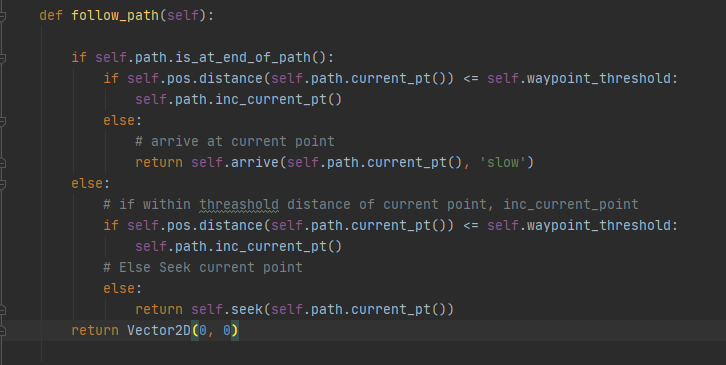 def follow_path(self):
if self.path.is_at_end_of_path():
if self.pos.distance(self.path.current_pt()) <= self.waypoint_threshold:
self.path.inc_current_pt()
else:
# arrive at current point
return self.arrive(self.path.current_pt(), 'slow')
else:
# if within threashold distance of current point, inc_current_point
if self.pos.distance(self.path.current_pt()) <= self.waypoint_threshold:
self.path.inc_current_pt()
# Else Seek current point
else:
return self.seek(self.path.current_pt())
return Vector2D(0, 0)